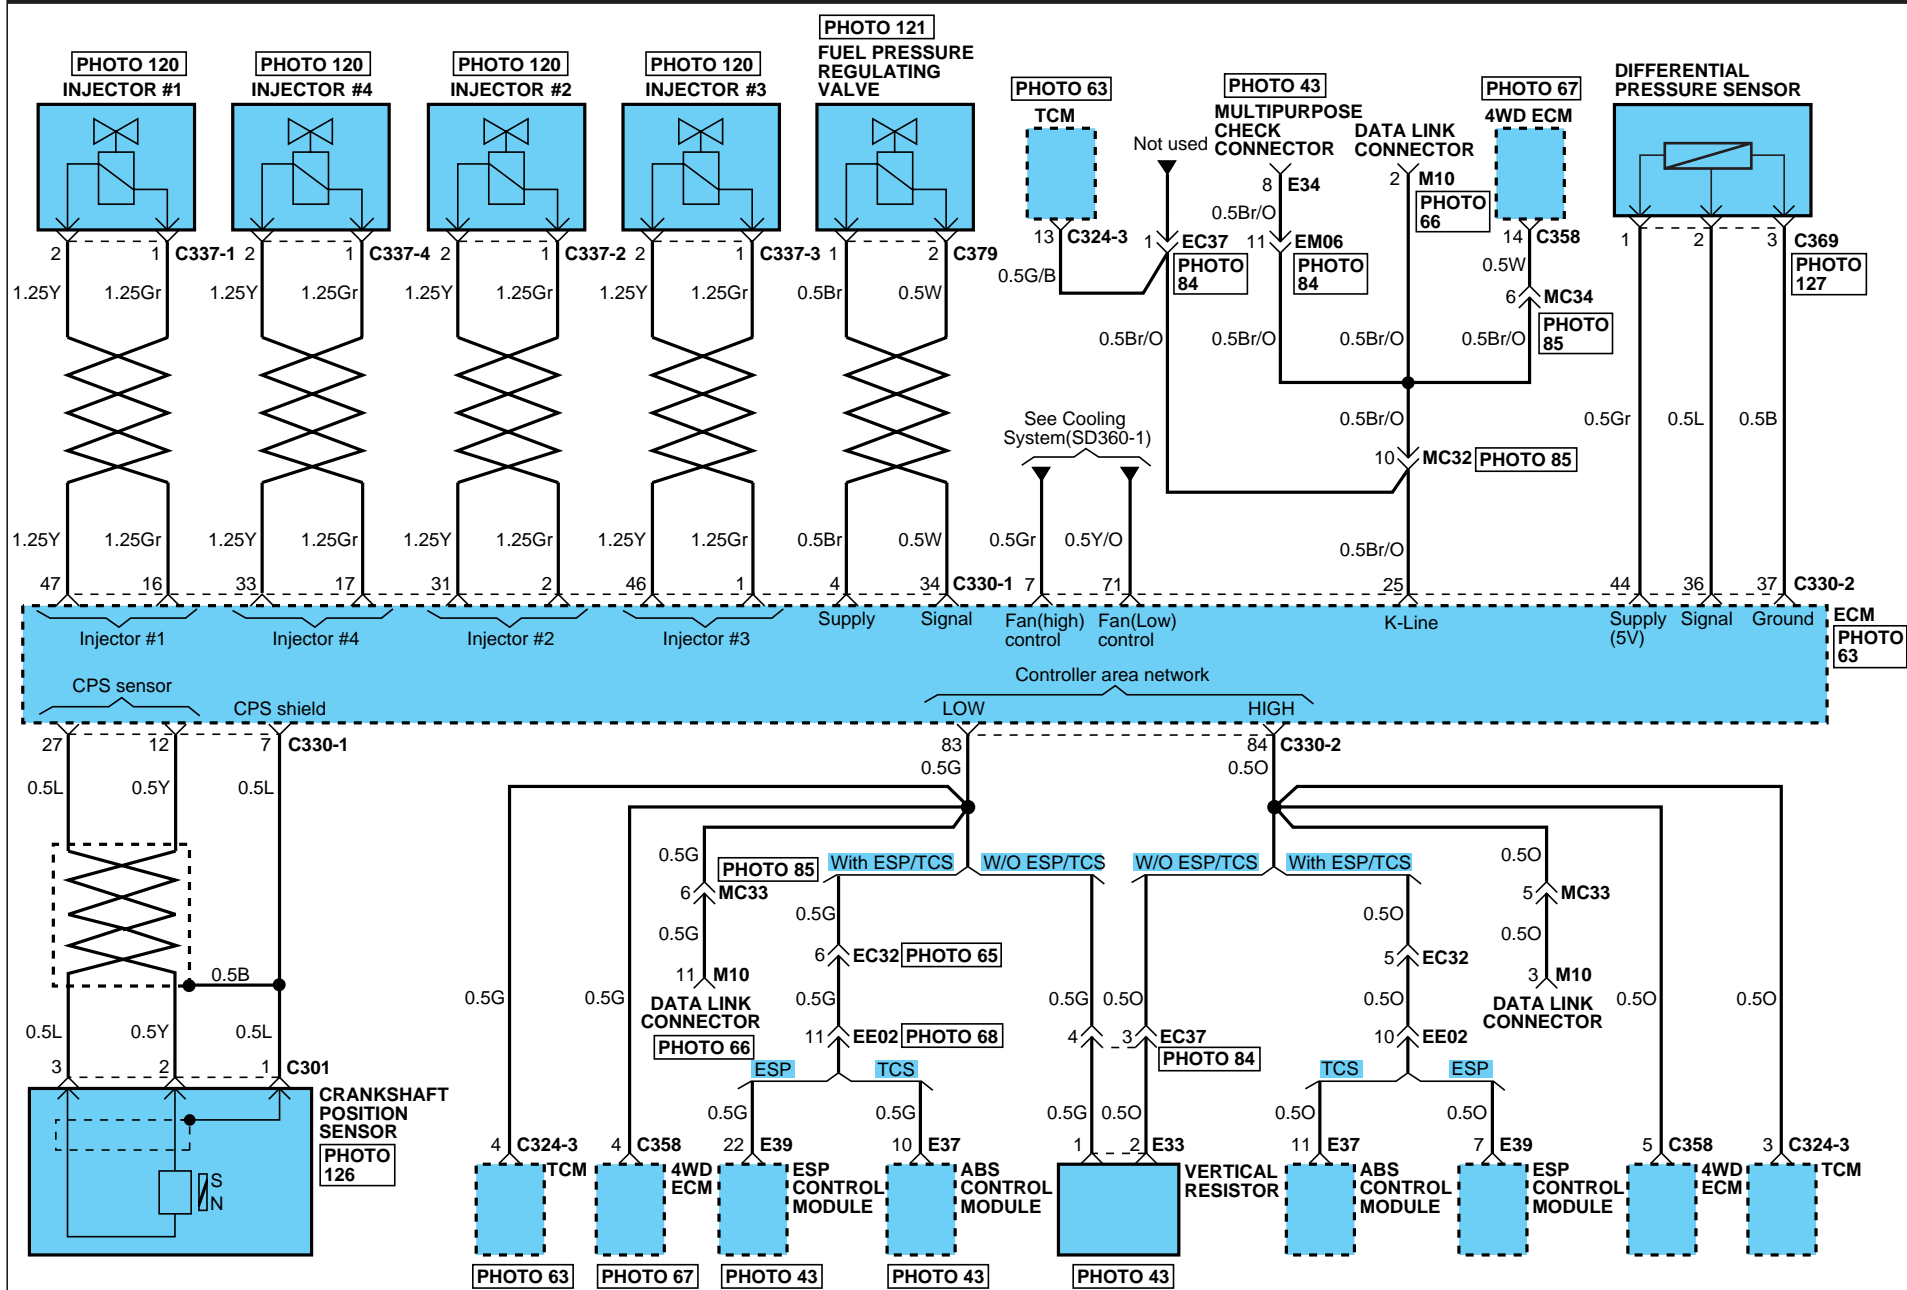 PHOTO 120
INJECTOR #1
PHOTO 120
INJECTOR #4
PHOTO 120
INJECTOR #2
PHOTO 120
INJECTOR #3
PHOTO 121
FUEL PRESSURE
REGULATING
VALVE
PHOTO 63
TCM
Not used
PHOTO 43
MULTIPURPOSE
CHECK
CONNECTOR
DATA LINK
CONNECTOR
PHOTO 67
4WD ECM
DIFFERENTIAL
PRESSURE SENSOR
8 E34
2 M10
PHOTO
66
0.5Br/O
2 1 C337-1
2 1 C337-4
2 1 C337-2
2 1 C337-3
1 2 C379
13 C324-3
1 EC37
PHOTO
84
11 EM06
PHOTO
84
14 C358
1 2 3 C369
PHOTO
127
0.5G/B
0.5W
6 MC34
PHOTO
85
1.25Y 1.25Gr
1.25Y 1.25Gr
1.25Y 1.25Gr
1.25Y 1.25Gr
0.5Br 0.5W
0.5Br/O
0.5Br/O
0.5Br/O
0.5Br/O
See Cooling
System(SD360-1)
0.5Br/O
0.5Gr 0.5L 0.5B
10 MC32 PHOTO 85
1.25Y 1.25Gr
1.25Y 1.25Gr
1.25Y 1.25Gr
1.25Y 1.25Gr
0.5Br 0.5W
0.5Gr 0.5Y/O
0.5Br/O
47 16 33 17 31 2 46 1 4 34 C330-1 7 71 25 44 36 37 C330-2
Injector #1
Injector #4
Injector #2
Injector #3
Supply
Signal
Fan(high)
control
Fan(Low)
control
K-Line
Supply
(5V)
Signal
Ground
ECM
PHOTO
63
CPS sensor
CPS shield
Controller area network
LOW
HIGH
27 12 7 C330-1
83 84 C330-2
0.5L 0.5Y 0.5L
0.5G
0.5O
0.5G
PHOTO 85
6 MC33
With ESP/TCS
W/O ESP/TCS
W/O ESP/TCS
With ESP/TCS
0.5O
5 MC33
0.5G
0.5G
0.5O
0.5O
6 EC32 PHOTO 65
5 EC32
0.5B
11 M10
DATA LINK
CONNECTOR
PHOTO 66
3 M10
DATA LINK
CONNECTOR
0.5G
0.5G
0.5G
0.5G
0.5O
0.5O
0.5O
0.5O
0.5L 0.5Y 0.5L
11 EE02 PHOTO 68
4 3 EC37
PHOTO 84
10 EE02
3 2 1 C301
ESP
TCS
TCS
ESP
CRANKSHAFT
POSITION
SENSOR
PHOTO
126
S
N
0.5G
0.5G
0.5G
0.5O
0.5O
0.5O
4 C324-3
TCM
4 C358
4WD
ECM
22 E39
ESP
CONTROL
MODULE
10 E37
ABS
CONTROL
MODULE
1 2 E33
VERTICAL
RESISTOR
11 E37
ABS
CONTROL
MODULE
7 E39
ESP
CONTROL
MODULE
5 C358
4WD
ECM
3 C324-3
TCM
PHOTO 63
PHOTO 67
PHOTO 43
PHOTO 43
PHOTO 43